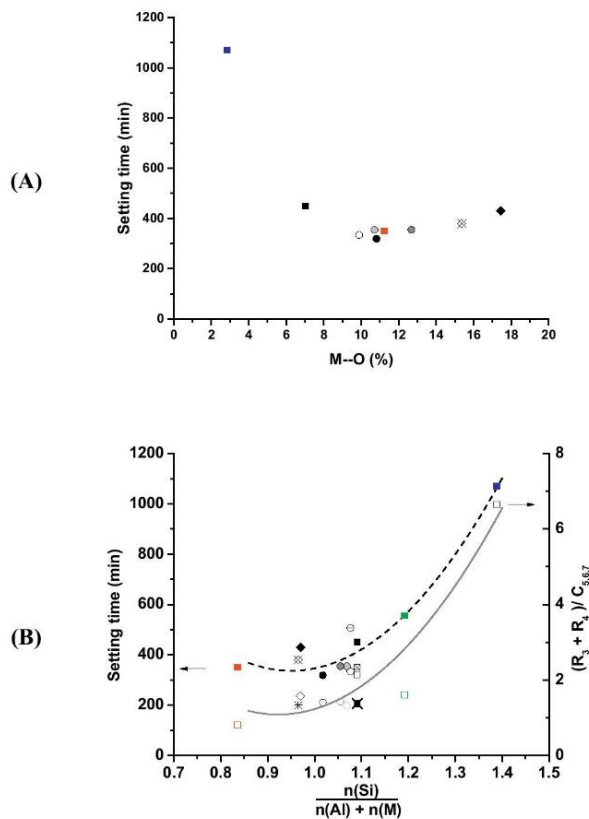 (A)
Setting time (min)
1200
1000
800
600
400
200
0
0 2 4 6 8 10 12 14 16 18 20
M--O (%)
(B)
Setting time (min)
1200
1000
800
600
400
200
0
8
6
4
2
0
(R3 + R4)/ C5,6,7
0.7 0.8 0.9 1.0 1.1 1.2 1.3 1.4 1.5
n(Si)
n(Al) + n(M)